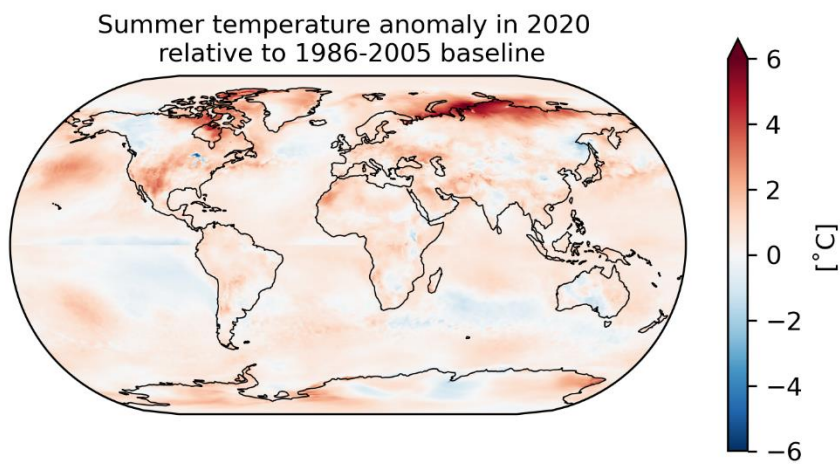 Summer temperature anomaly in 2020
relative to 1986-2005 baseline
6
4
2
0
−2
−4
−6
[˚C]